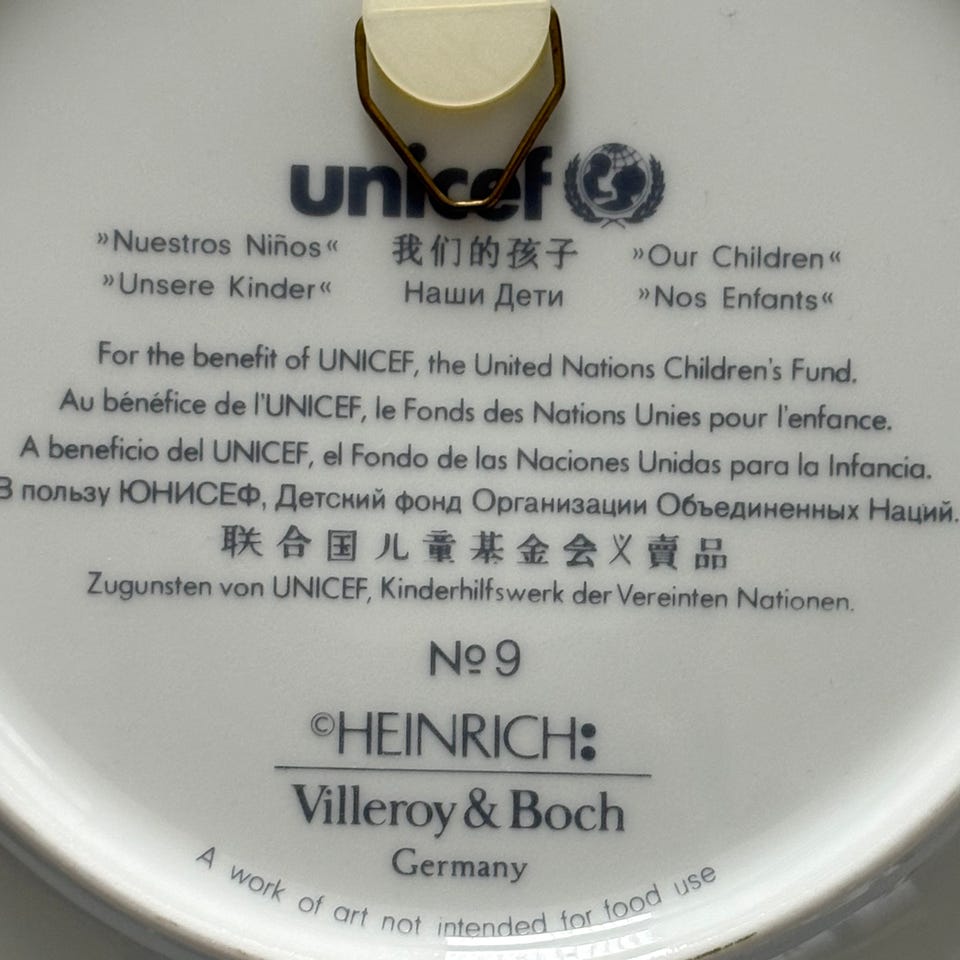 unicef
»Nuestros Niños« 我们的孩子 »Our Children«
»Unsere Kinder« Наши Дети »Nos Enfants«
For the benefit of UNICEF, the United Nations Children's Fund.
Au bénéfice de l'UNICEF, le Fonds des Nations Unies pour l'enfance.
A beneficio del UNICEF, el Fondo de las Naciones Unidas para la Infancia.
В пользу ЮНИСЕФ, Детский фонд Организации Объединенных Наций.
联合国儿童基金会义賣品
Zugunsten von UNICEF, Kinderhilfswerk der Vereinten Nationen.
Nº 9
©HEINRICH:
Villeroy & Boch
Germany
A work of art not intended for food use